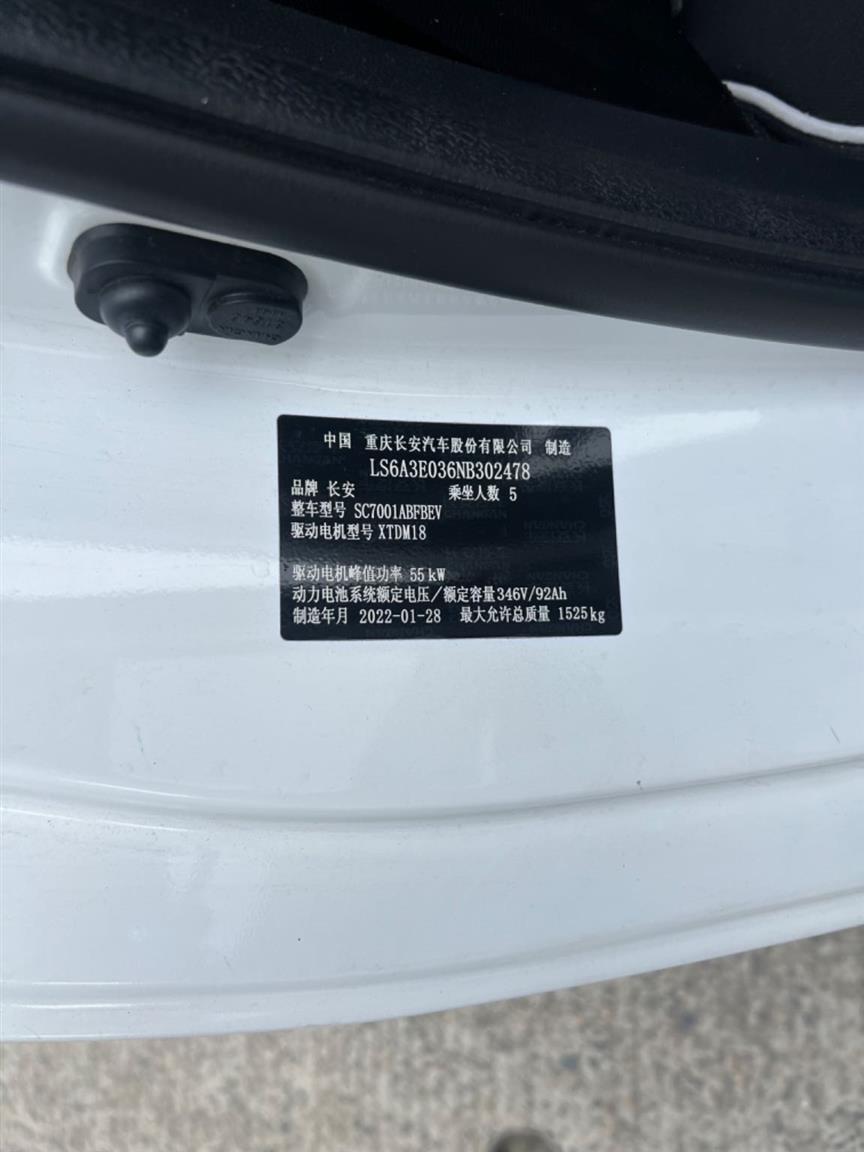 中国 重庆长安汽车股份有限公司 制造
LS6A3E036NB302478
品牌 长安 乘坐人数 5
整车型号 SC7001ABFBEV
驱动电机型号 XTDM18
驱动电机峰值功率 55kW
动力电池系统额定电压/额定容量346V/92Ah
制造年月 2022-01-28 最大允许总质量 1525kg